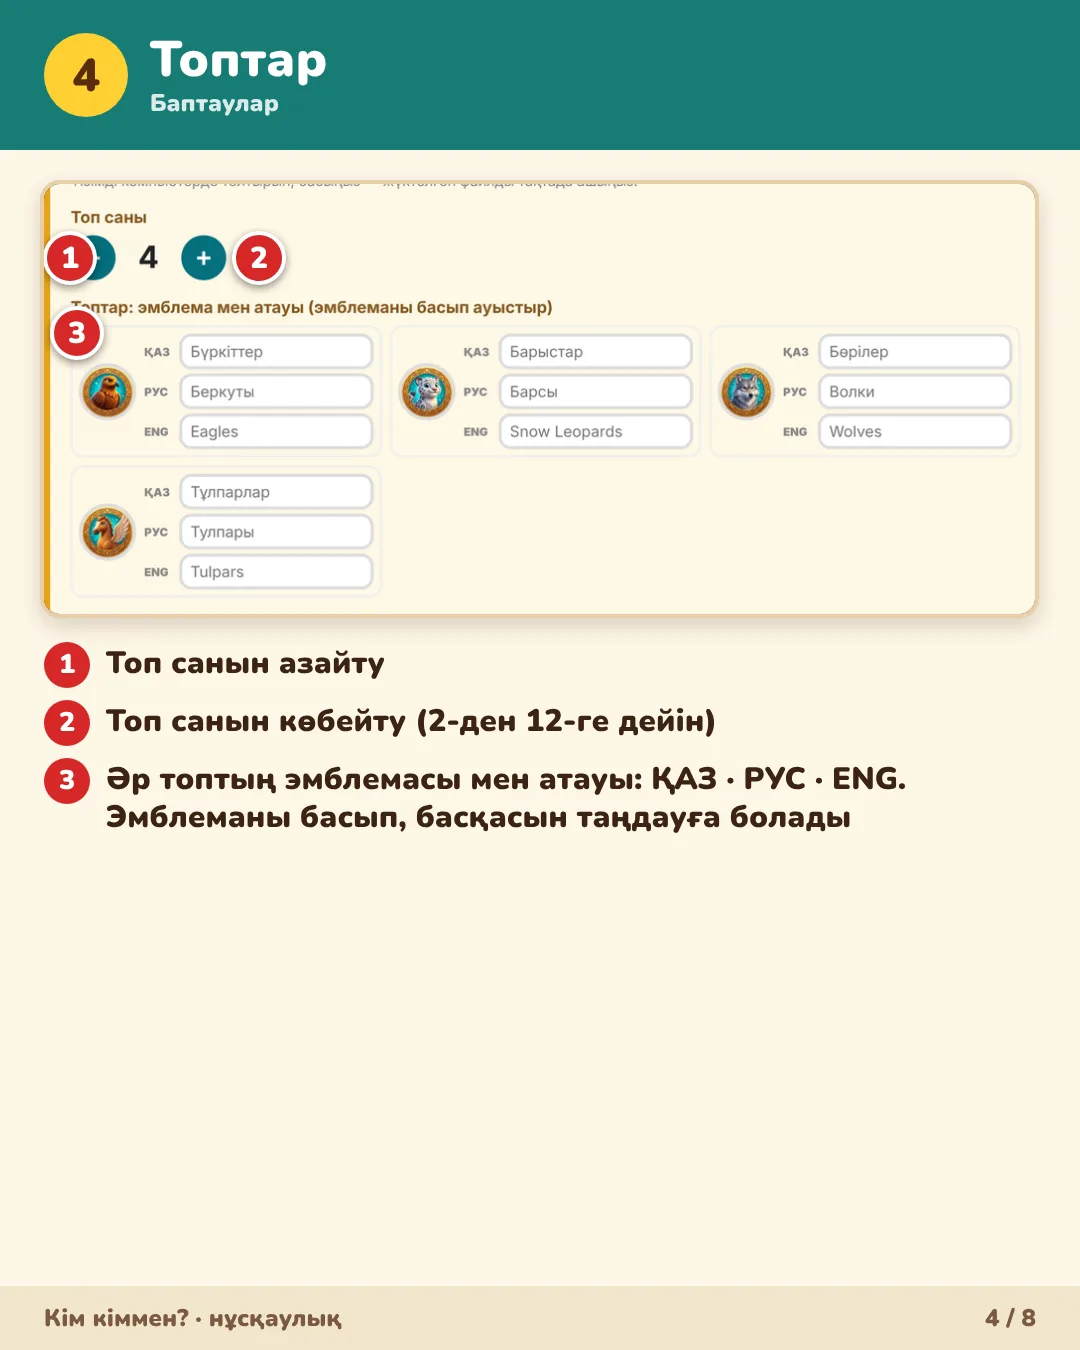 4
Топтар
Баптаулар
Топ саны
1
4
+
2
Топтар: эмблема мен атауы (эмблеманы басып ауыстыр)
3
ҚАЗ Бүркіттер
РУС Беркуты
ENG Eagles
ҚАЗ Барыстар
РУС Барсы
ENG Snow Leopards
ҚАЗ Бөрілер
РУС Волки
ENG Wolves
ҚАЗ Тұлпарлар
РУС Тулпары
ENG Tulpars
1 Топ санын азайту
2 Топ санын көбейту (2-ден 12-ге дейін)
3 Әр топтың эмблемасы мен атауы: ҚАЗ · РУС · ENG.
Эмблеманы басып, басқасын таңдауға болады
Кім кіммен? · нұсқаулық
4 / 8